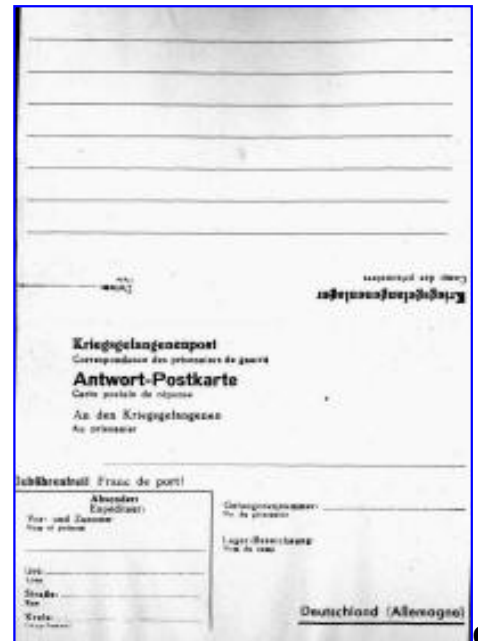 Datum
Camp des prisonniers
Kriegsgefangenenlager
Kriegsgefangenenpost
Correspondance des prisonniers de guerre
Antwort-Postkarte
Carte postale de réponse
An den Kriegsgefangenen
Au prisonnier
Gebührenfrei! Franc de port!
Absender:
Expéditeur:
Vor- und Zuname:
Nom et prénom
Gefangenennummer:
No. du prisonnier
Lager-Bezeichnung:
Nom du camp
Ort:
Straße:
Rue
Kreis:
Deutschland (Allemagne)